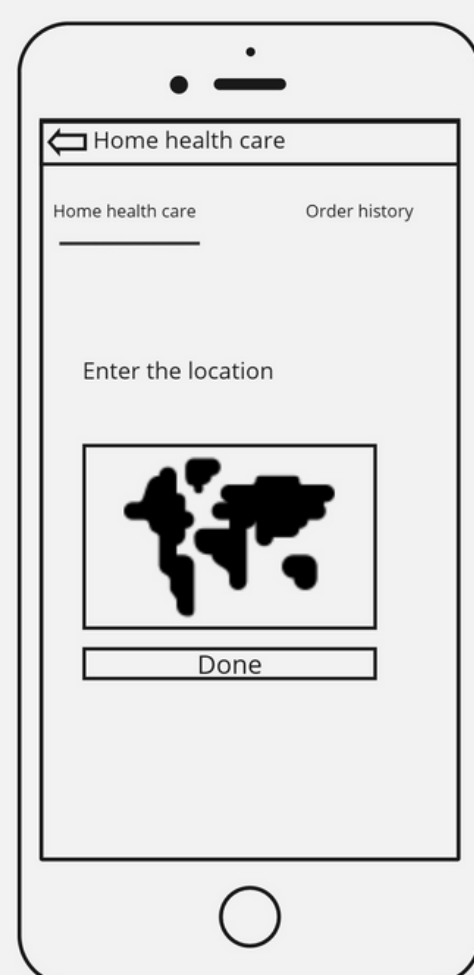 Home health care
Home health care
Order history
Enter the location
Done